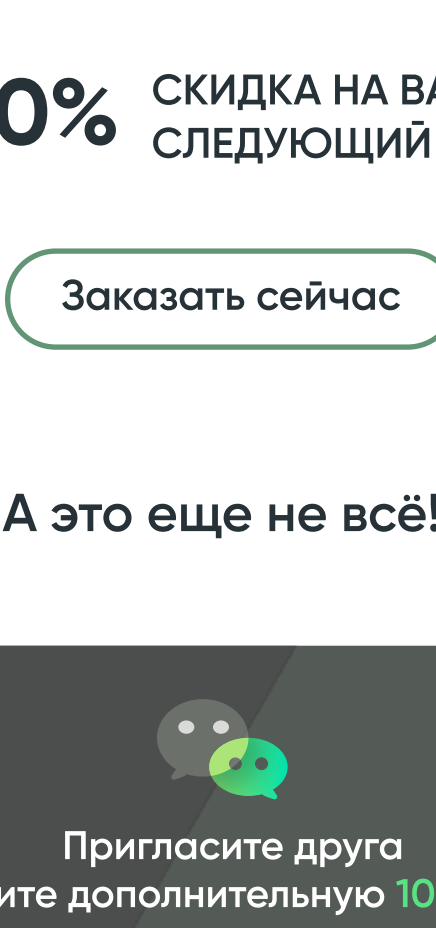 0% СКИДКА НА ВА
СЛЕДУЮЩИЙ
Заказать сейчас
А это еще не всё!
Пригласите друга
ите дополнительную 10